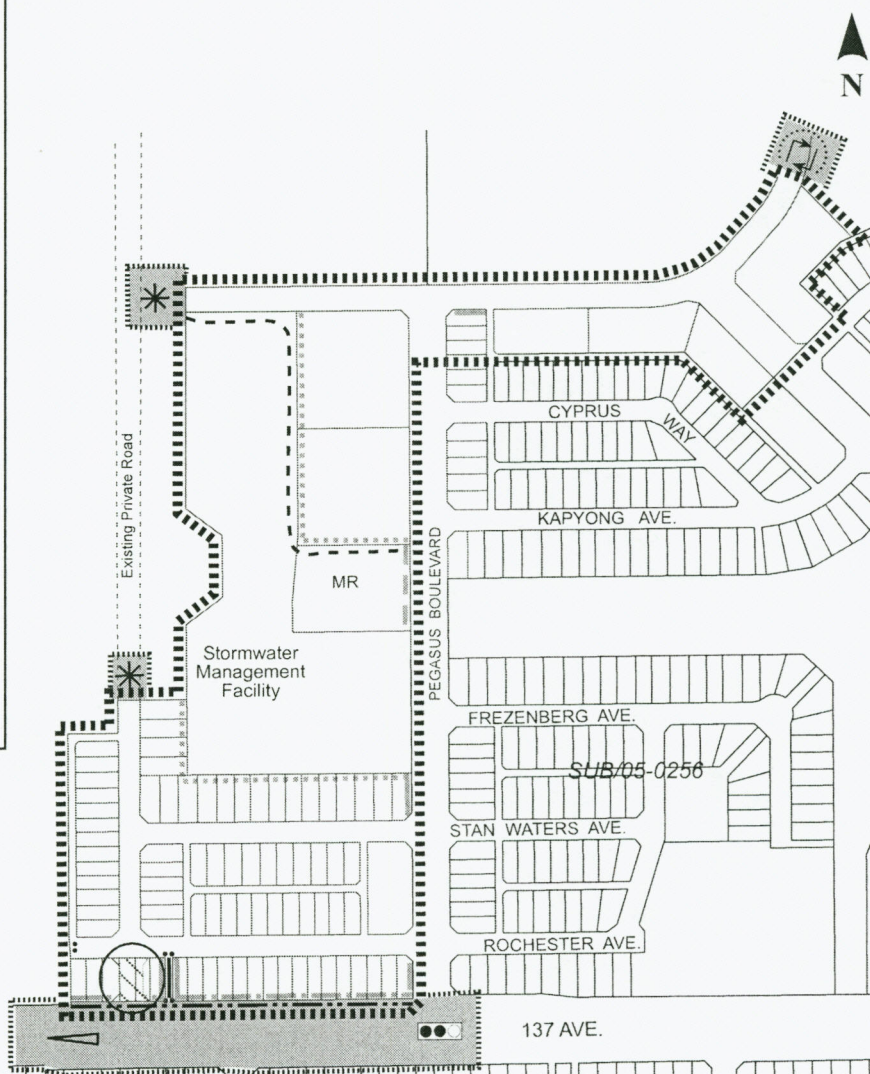 N
CYPRUS
WAY
KAPYONG AVE.
Existing Private Road
PEGASUS BOULEVARD
MR
Stormwater
Management
Facility
FREZENBERG AVE.
SUB/05-0256
STAN WATERS AVE.
ROCHESTER AVE.
137 AVE.